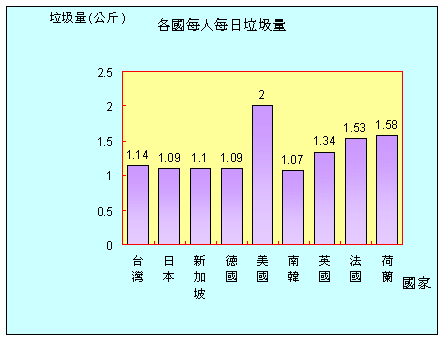 垃圾量(公斤)
各國每人每日垃圾量
2.5
2
1.5
1
0.5
0
1.14
1.09
1.1
1.09
2
1.07
1.34
1.53
1.58
台灣
日本
新加坡
德國
美國
南韓
英國
法國
荷蘭
國家